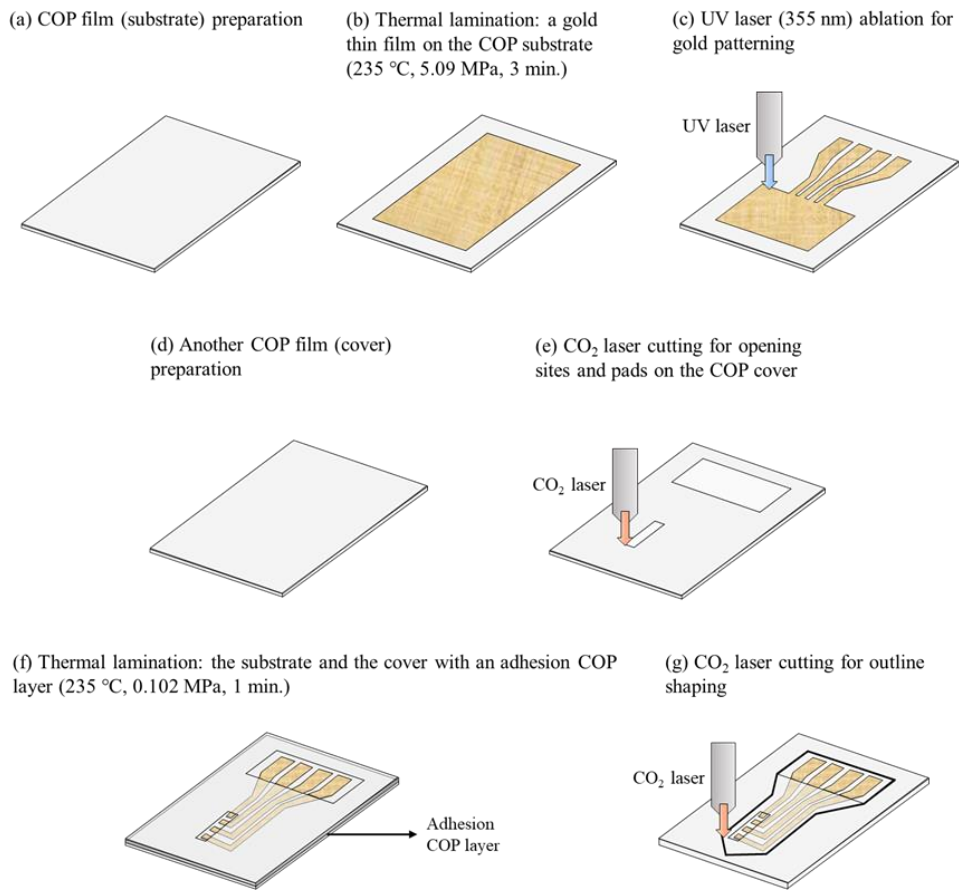 (a) COP film (substrate) preparation
(b) Thermal lamination: a gold
thin film on the COP substrate
(235 ℃, 5.09 MPa, 3 min.)
(c) UV laser (355 nm) ablation for
gold patterning
UV laser
(d) Another COP film (cover)
preparation
(e) CO₂ laser cutting for opening
sites and pads on the COP cover
CO₂ laser
(f) Thermal lamination: the substrate and the cover with an adhesion COP
layer (235 ℃, 0.102 MPa, 1 min.)
Adhesion
COP layer
(g) CO₂ laser cutting for outline
shaping
CO₂ laser